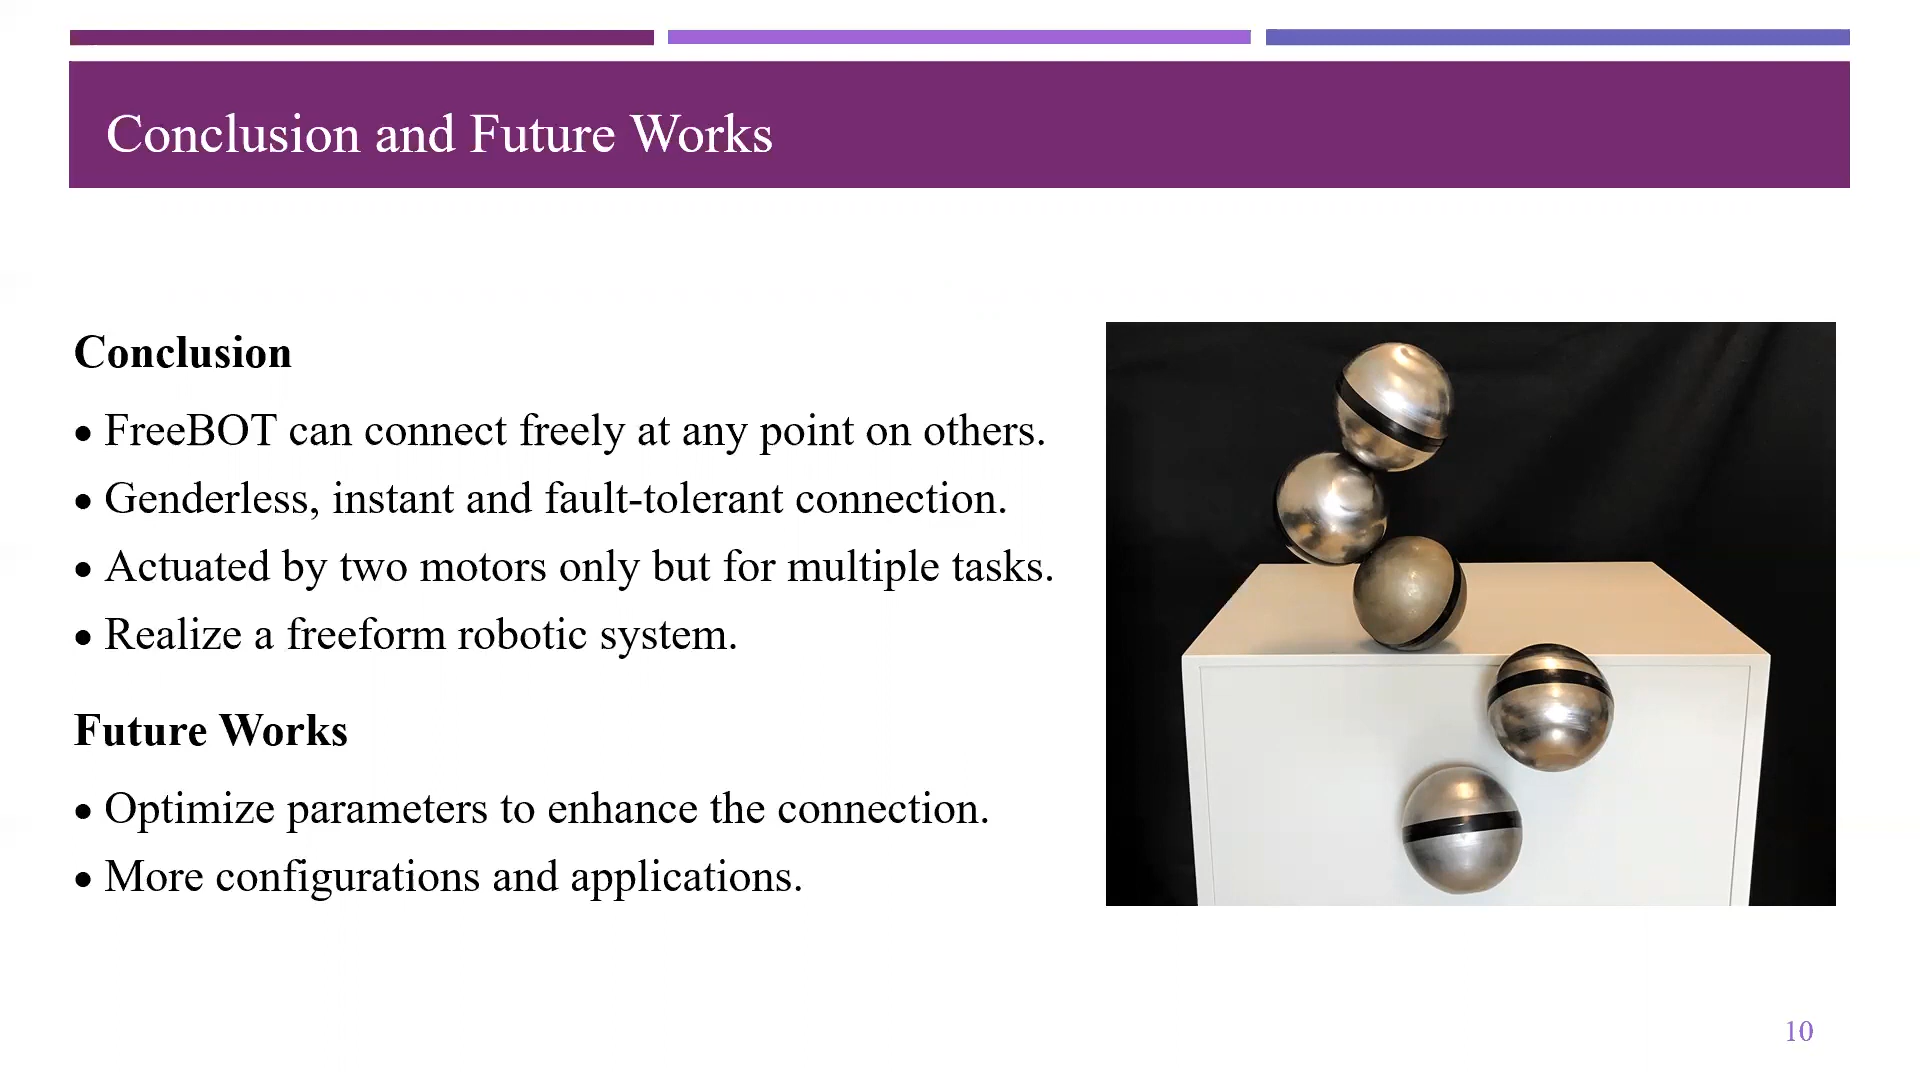 Conclusion and Future Works
Conclusion
• FreeBOT can connect freely at any point on others.
• Genderless, instant and fault-tolerant connection.
• Actuated by two motors only but for multiple tasks.
• Realize a freeform robotic system.
Future Works
• Optimize parameters to enhance the connection.
• More configurations and applications.
10